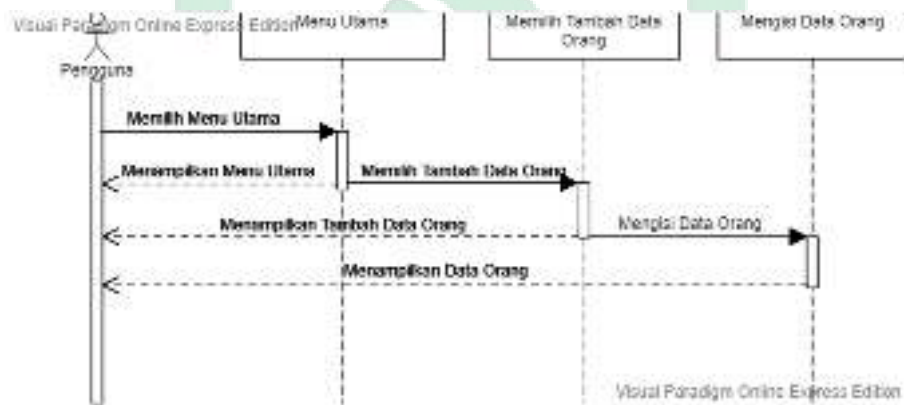 Visual Paradigm Online Express Edition
Menu Utama
Memilih Tambah Data
Orang
Mengisi Data Orang
Pengguna
Memilih Menu Utama
Menampilkan Menu Utama
Memilih Tambah Data Orang
Menampilkan Tambah Data Orang
Mengisi Data Orang
Menampilkan Data Orang
Visual Paradigm Online Express Edition